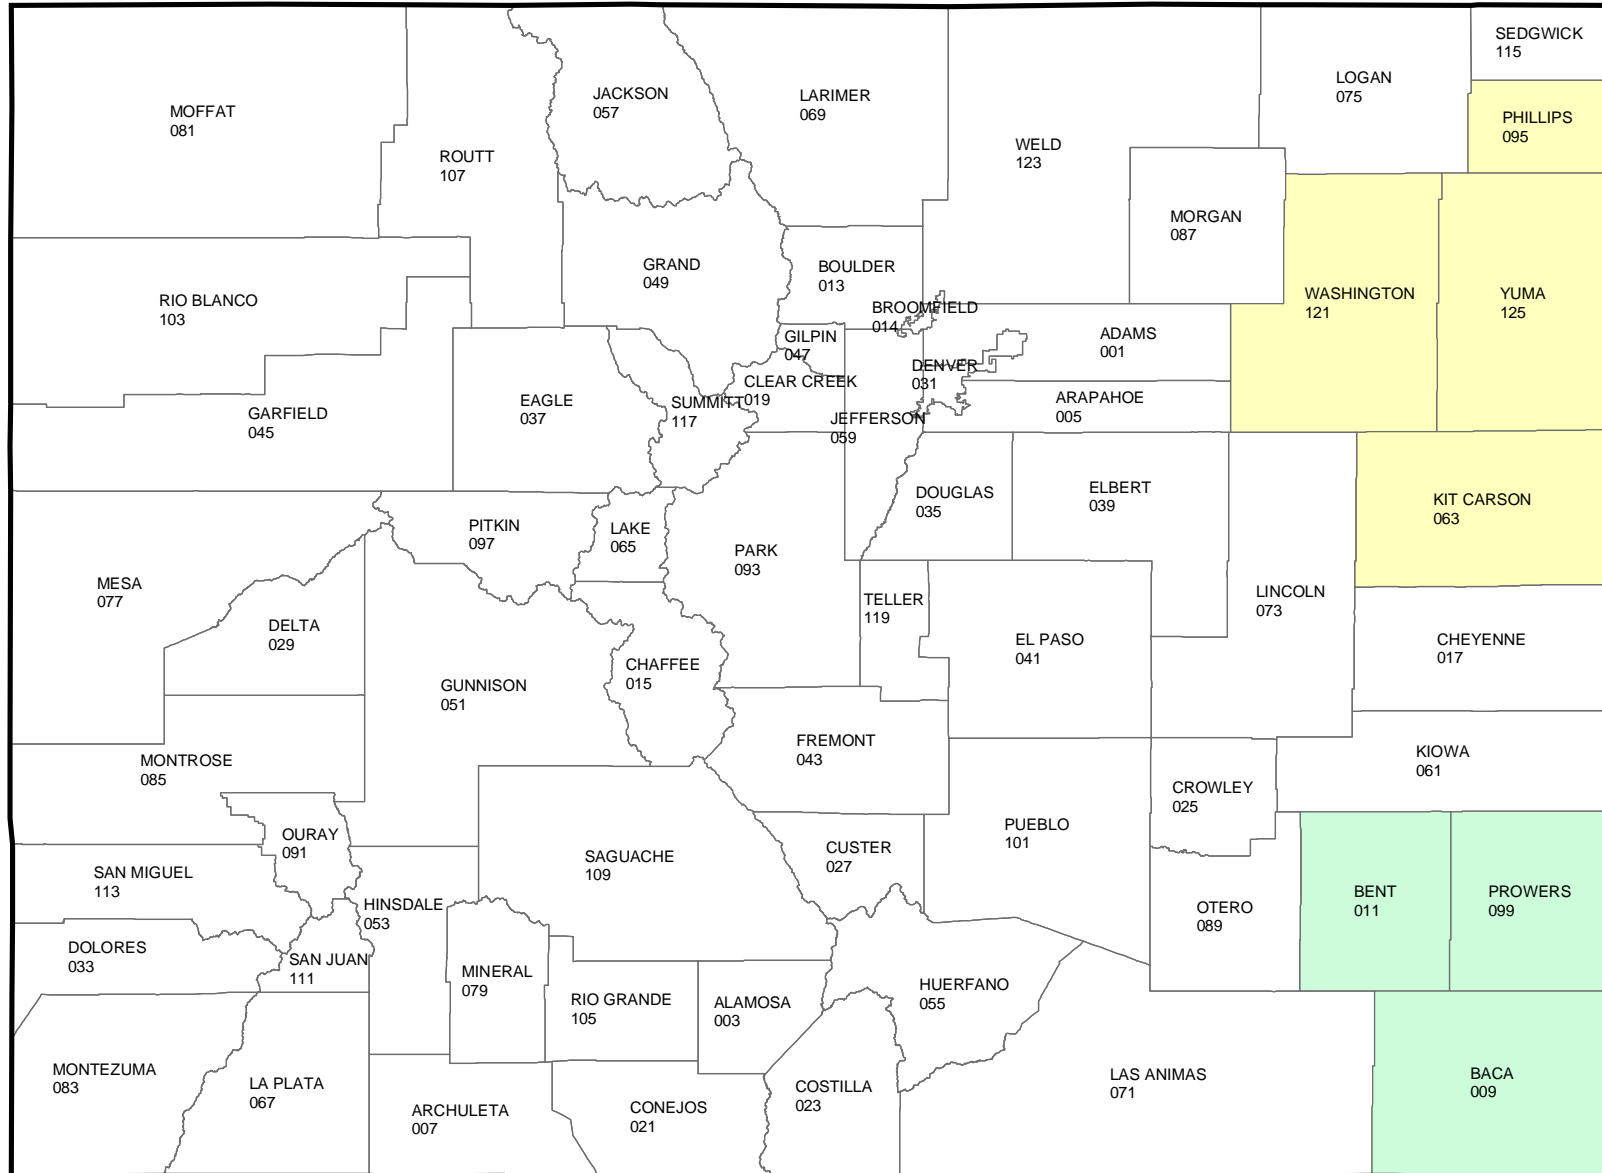 SEDGWICK
115
LOGAN
075
JACKSON
057
LARIMER
069
MOFFAT
081
PHILLIPS
095
WELD
123
ROUTT
107
MORGAN
087
GRAND
049
BOULDER
013
RIO BLANCO
103
WASHINGTON
121
YUMA
125
BROOMFIELD
014
GILPIN
047
ADAMS
001
DENVER
031
CLEAR CREEK
019
EAGLE
037
SUMMITT
117
ARAPAHOE
005
GARFIELD
045
JEFFERSON
059
DOUGLAS
035
ELBERT
039
KIT CARSON
063
PITKIN
097
LAKE
065
PARK
093
MESA
077
TELLER
119
LINCOLN
073
DELTA
029
EL PASO
041
CHEYENNE
017
CHAFFEE
015
GUNNISON
051
FREMONT
043
MONTROSE
085
KIOWA
061
CROWLEY
025
OURAY
091
PUEBLO
101
CUSTER
027
SAGUACHE
109
SAN MIGUEL
113
BENT
011
PROWERS
099
HINSDALE
053
OTERO
089
DOLORES
033
SAN JUAN
111
MINERAL
079
HUERFANO
055
RIO GRANDE
105
ALAMOSA
003
MONTEZUMA
083
LA PLATA
067
LAS ANIMAS
071
BACA
009
COSTILLA
023
ARCHULETA
007
CONEJOS
021